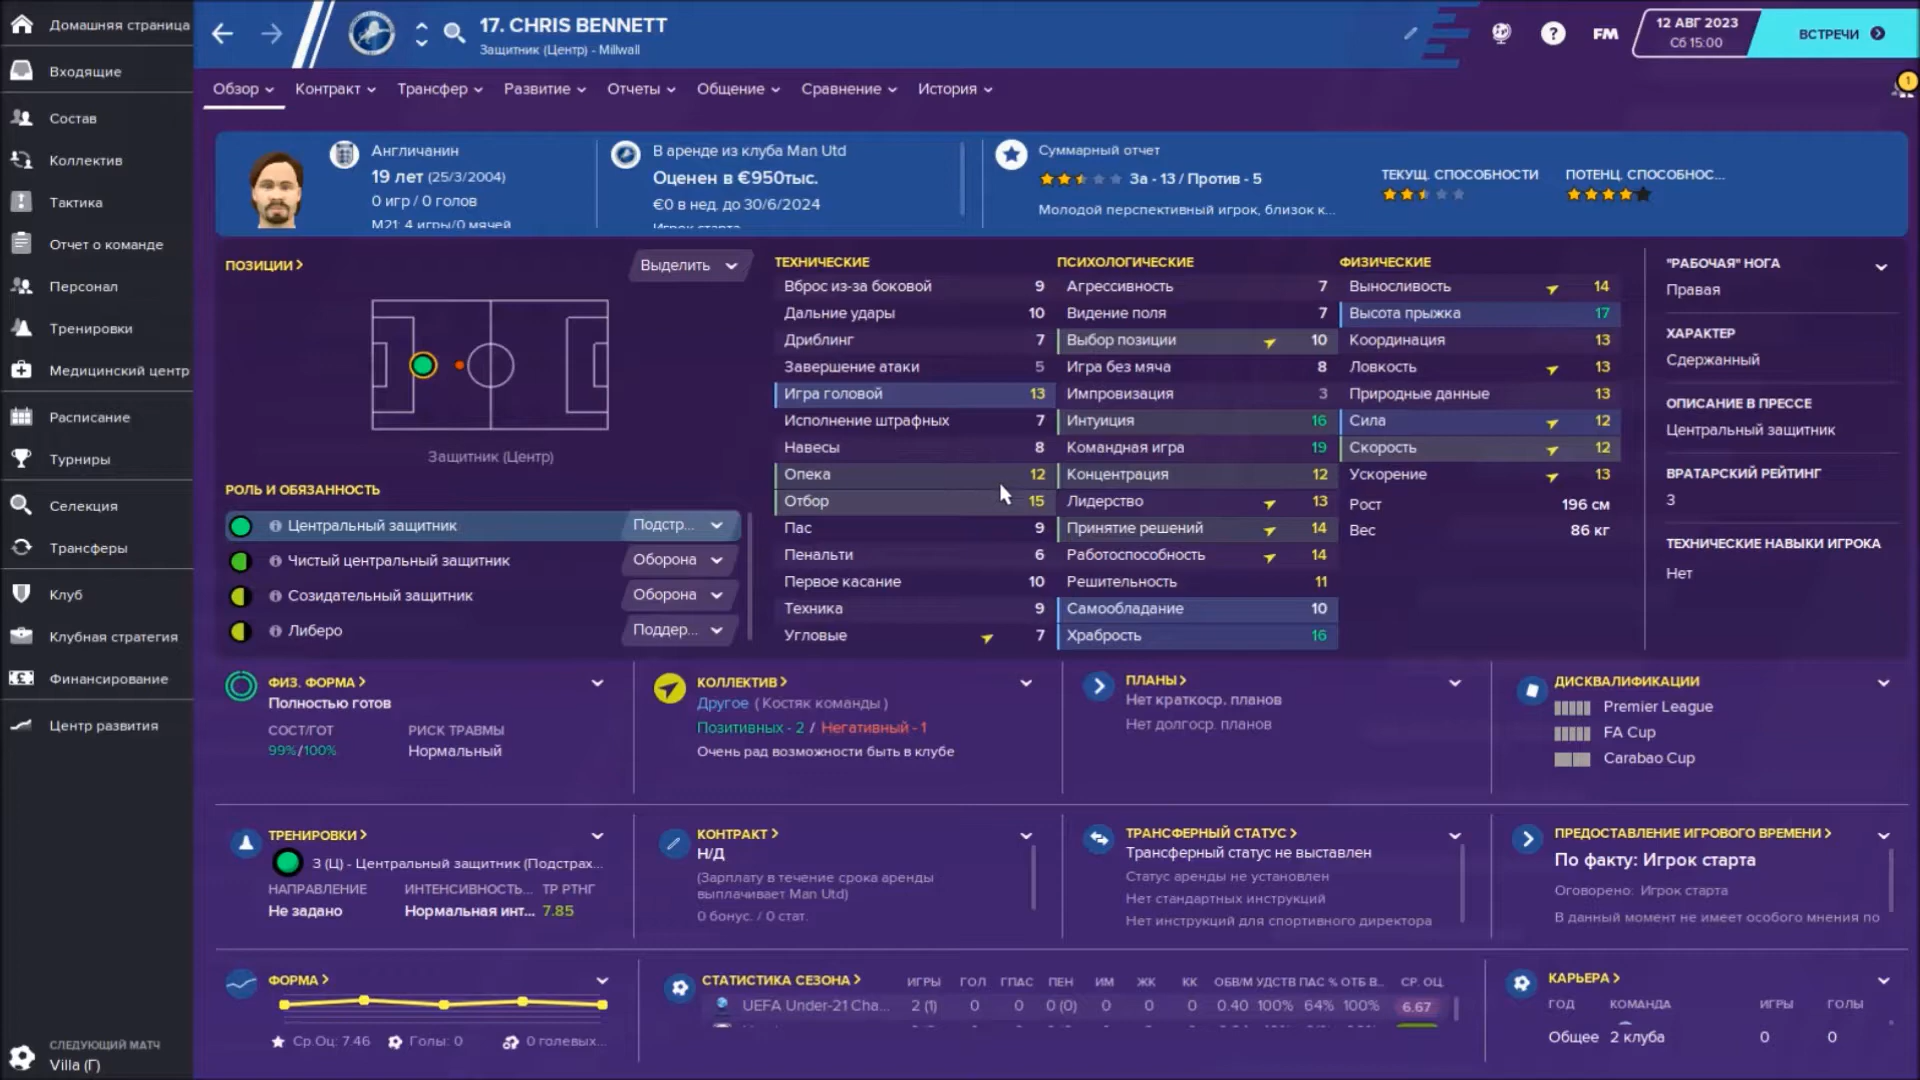 Домашняя страница
Входящие
Состав
Коллектив
Тактика
Отчет о команде
Персонал
Тренировки
Медицинский центр
Расписание
Турниры
Селекция
Трансферы
Клуб
Клубная стратегия
Финансирование
Центр развития
СЛЕДУЮЩИЙ МАТЧ
Villa (Г)
17. CHRIS BENNETT
Защитник (Центр) - Millwall
FM
12 АВГ 2023
Сб 15:00
ВСТРЕЧИ
1
Обзор Контракт Трансфер Развитие Отчеты Общение Сравнение История
Англичанин
19 лет (25/3/2004)
0 игр / 0 голов
М21: 4 игры/0 мячей
В аренде из клуба Man Utd
Оценен в €950тыс.
€0 в нед. до 30/6/2024
Игрок старта
Суммарный отчет
За - 13 / Против - 5
Молодой перспективный игрок, близок к...
ТЕКУЩ. СПОСОБНОСТИ
ПОТЕНЦ. СПОСОБНОС...
ПОЗИЦИИ
Выделить
Защитник (Центр)
РОЛЬ И ОБЯЗАННОСТЬ
Центральный защитник Подстр...
Чистый центральный защитник Оборона
Созидательный защитник Оборона
Либеро Поддер...
ТЕХНИЧЕСКИЕ
Вброс из-за боковой 9
Дальние удары 10
Дриблинг 7
Завершение атаки 5
Игра головой 13
Исполнение штрафных 7
Навесы 8
Опека 12
Отбор 15
Пас 9
Пенальти 6
Первое касание 10
Техника 9
Угловые 7
ПСИХОЛОГИЧЕСКИЕ
Агрессивность 7
Видение поля 7
Выбор позиции 10
Игра без мяча 8
Импровизация 3
Интуиция 16
Командная игра 19
Концентрация 12
Лидерство 13
Принятие решений 14
Работоспособность 14
Решительность 11
Самообладание 10
Храбрость 16
ФИЗИЧЕСКИЕ
Выносливость 14
Высота прыжка 17
Координация 13
Ловкость 13
Природные данные 13
Сила 12
Скорость 12
Ускорение 13
Рост 196 см
Вес 86 кг
"РАБОЧАЯ" НОГА
Правая
ХАРАКТЕР
Сдержанный
ОПИСАНИЕ В ПРЕССЕ
Центральный защитник
ВРАТАРСКИЙ РЕЙТИНГ
3
ТЕХНИЧЕСКИЕ НАВЫКИ ИГРОКА
Нет
ФИЗ. ФОРМА
Полностью готов
СОСТ/ГОТ РИСК ТРАВМЫ
99%/100% Нормальный
КОЛЛЕКТИВ
Другое ( Костяк команды )
Позитивных - 2 / Негативный - 1
Очень рад возможности быть в клубе
ПЛАНЫ
Нет краткоср. планов
Нет долгоср. планов
ДИСКВАЛИФИКАЦИИ
Premier League
FA Cup
Carabao Cup
ТРЕНИРОВКИ
З (Ц) - Центральный защитник (Подстрах...
НАПРАВЛЕНИЕ ИНТЕНСИВНОСТЬ... ТР РТНГ
Не задано Нормальная инт... 7.85
КОНТРАКТ
Н/Д
(Зарплату в течение срока аренды
выплачивает Man Utd)
0 бонус. / 0 стат.
ТРАНСФЕРНЫЙ СТАТУС
Трансферный статус не выставлен
Статус аренды не установлен
Нет стандартных инструкций
Нет инструкций для спортивного директора
ПРЕДОСТАВЛЕНИЕ ИГРОВОГО ВРЕМЕНИ
По факту: Игрок старта
Оговорено: Игрок старта
В данный момент не имеет особого мнения по
ФОРМА
Ср.Оц: 7.46 Голы: 0 0 голевых...
СТАТИСТИКА СЕЗОНА ИГРЫ ГОЛ ГПАС ПЕН ИМ ЖК КК ОБВ/М УДСТВ ПАС % ОТБ В... СР. ОЦ
UEFA Under-21 Cha... 2 (1) 0 0 0 (0) 0 0 0 0.40 100% 64% 100% 6.67
КАРЬЕРА
ГОД КОМАНДА ИГРЫ ГОЛЫ
Общее 2 клуба 0 0